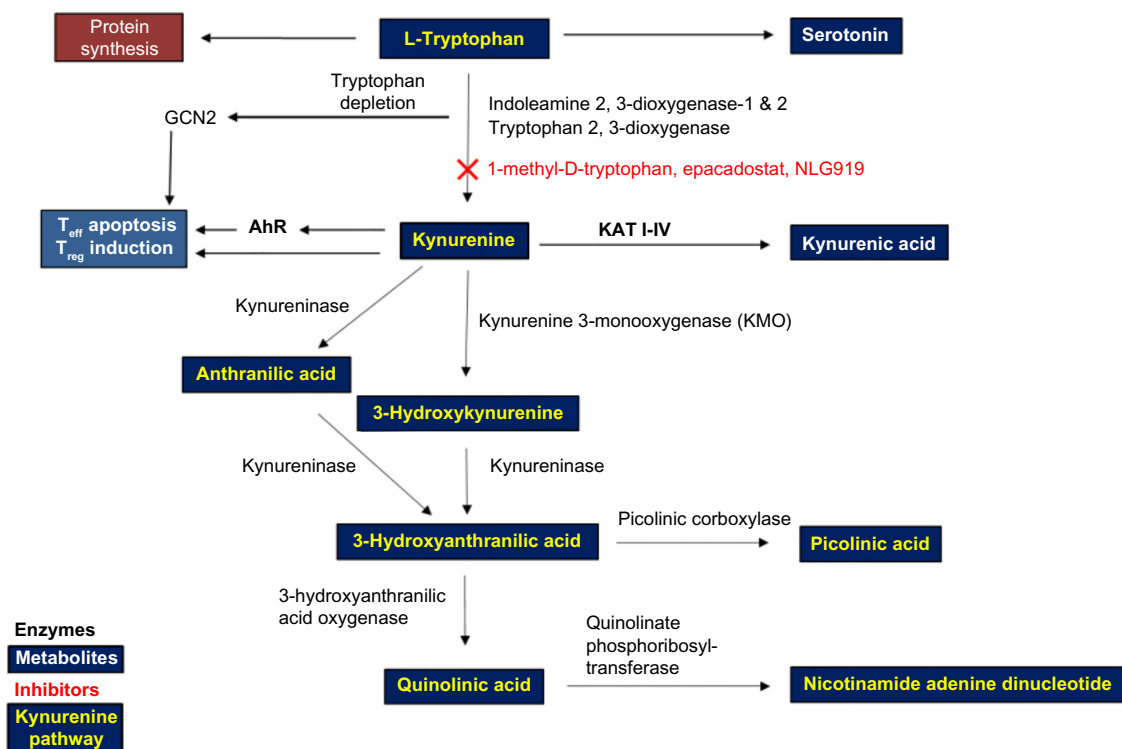 Protein
synthesis
L-Tryptophan
Serotonin
Tryptophan
depletion
GCN2
Indoleamine 2, 3-dioxygenase-1 & 2
Tryptophan 2, 3-dioxygenase
1-methyl-D-tryptophan, epacadostat, NLG919
Teff apoptosis
Treg induction
AhR
Kynurenine
KAT I-IV
Kynurenic acid
Kynureninase
Kynurenine 3-monooxygenase (KMO)
Anthranilic acid
3-Hydroxykynurenine
Kynureninase
Kynureninase
3-Hydroxyanthranilic acid
Picolinic corboxylase
Picolinic acid
3-hydroxyanthranilic
acid oxygenase
Quinolinate
phosphoribosyl-
transferase
Quinolinic acid
Nicotinamide adenine dinucleotide
Enzymes
Metabolites
Inhibitors
Kynurenine
pathway